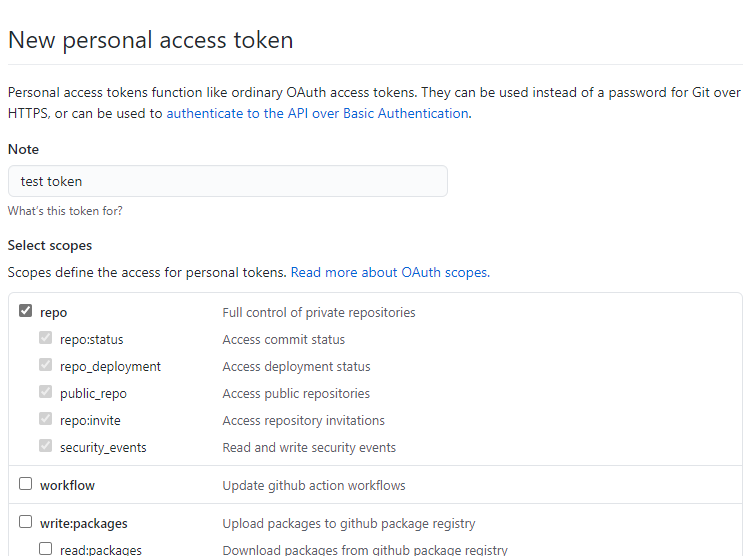 New personal access token
Personal access tokens function like ordinary OAuth access tokens. They can be used instead of a password for Git over
HTTPS, or can be used to authenticate to the API over Basic Authentication.
Note
test token
What's this token for?
Select scopes
Scopes define the access for personal tokens. Read more about OAuth scopes.
repo Full control of private repositories
repo:status Access commit status
repo_deployment Access deployment status
public_repo Access public repositories
repo:invite Access repository invitations
security_events Read and write security events
workflow Update github action workflows
write:packages Upload packages to github package registry
read:packages Download packages from github package registry